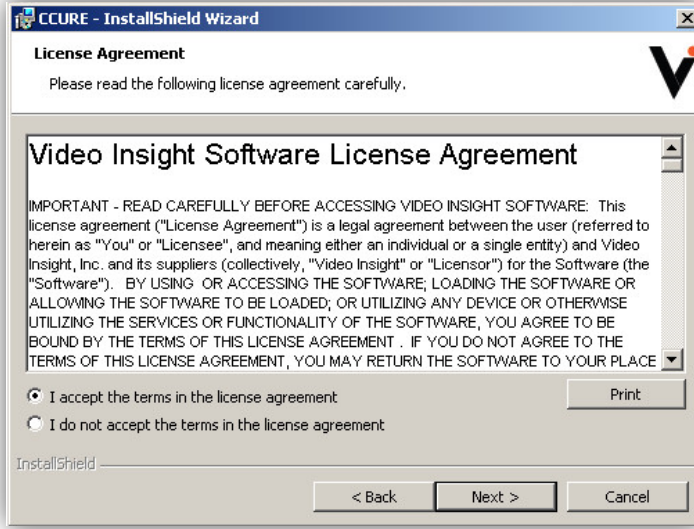 CCURE - InstallShield Wizard
License Agreement
Please read the following license agreement carefully.
Vi
Video Insight Software License Agreement
IMPORTANT - READ CAREFULLY BEFORE ACCESSING VIDEO INSIGHT SOFTWARE: This
license agreement ("License Agreement") is a legal agreement between the user (referred to
herein as "You" or "Licensee", and meaning either an individual or a single entity) and Video
Insight, Inc. and its suppliers (collectively, "Video Insight" or "Licensor") for the Software (the
"Software"). BY USING OR ACCESSING THE SOFTWARE; LOADING THE SOFTWARE OR
ALLOWING THE SOFTWARE TO BE LOADED; OR UTILIZING ANY DEVICE OR OTHERWISE
UTILIZING THE SERVICES OR FUNCTIONALITY OF THE SOFTWARE, YOU AGREE TO BE
BOUND BY THE TERMS OF THIS LICENSE AGREEMENT . IF YOU DO NOT AGREE TO THE
TERMS OF THIS LICENSE AGREEMENT, YOU MAY RETURN THE SOFTWARE TO YOUR PLACE
I accept the terms in the license agreement
Print
I do not accept the terms in the license agreement
InstallShield
< Back
Next >
Cancel